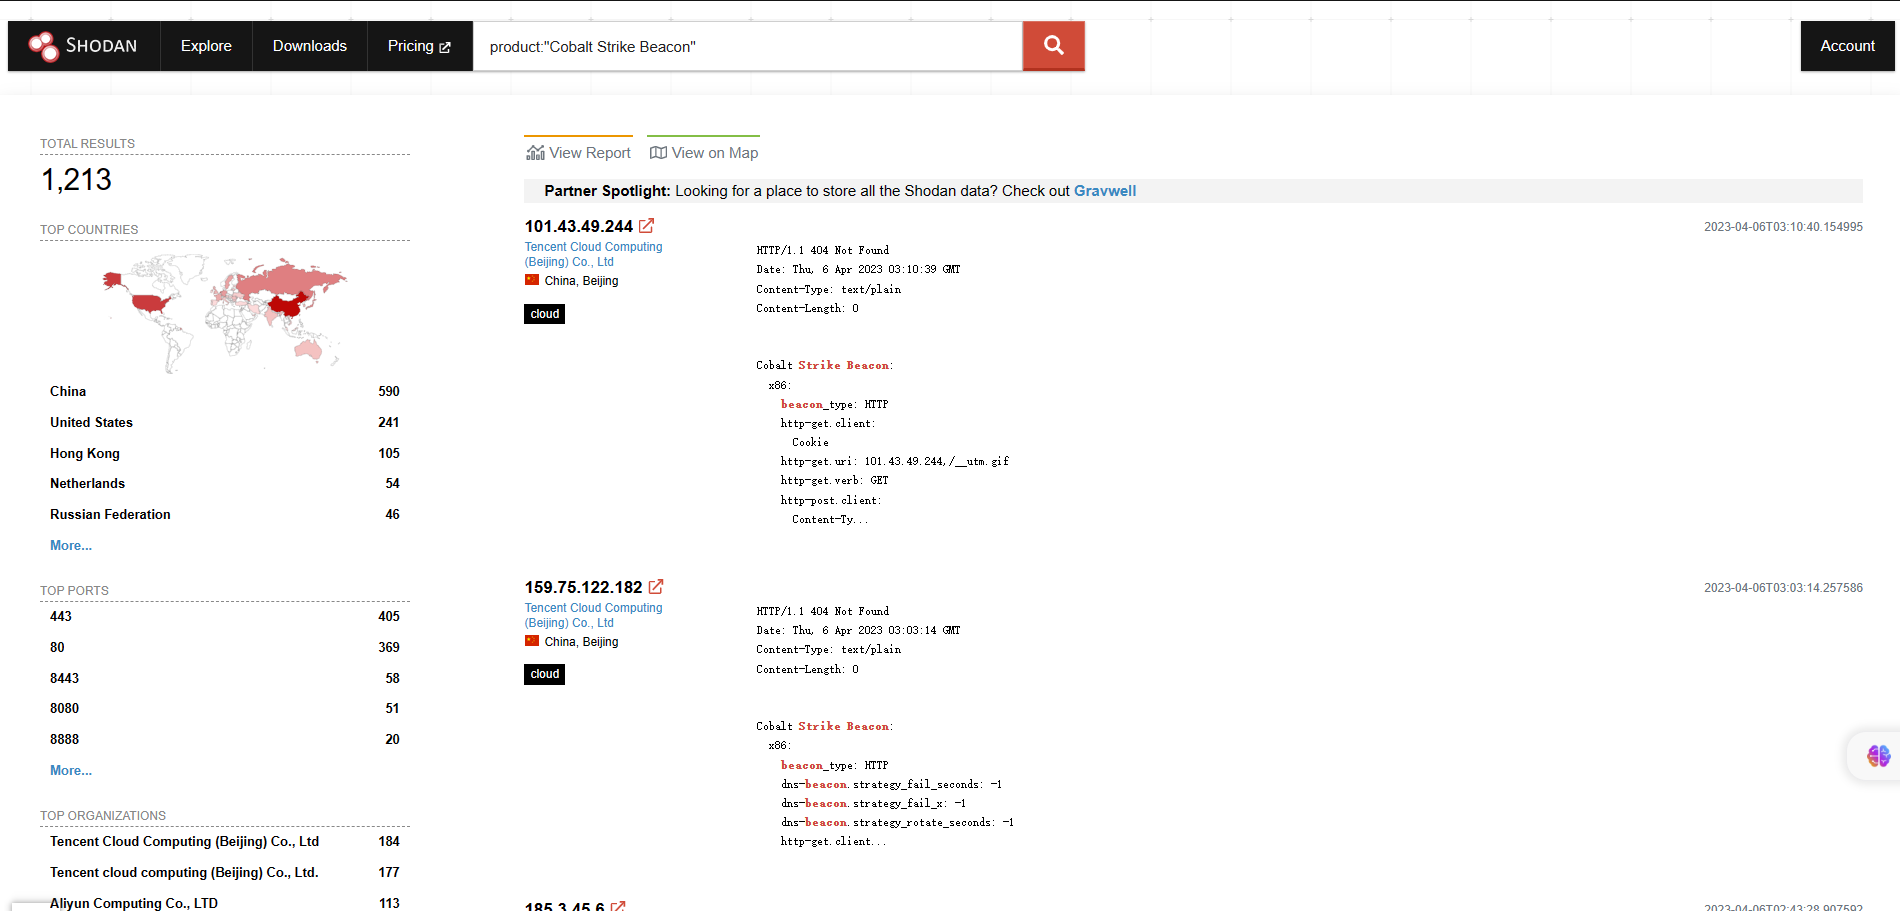 SHODAN
Explore
Downloads
Pricing
product:"Cobalt Strike Beacon"
Account
TOTAL RESULTS
1,213
TOP COUNTRIES
China 590
United States 241
Hong Kong 105
Netherlands 54
Russian Federation 46
More...
TOP PORTS
443 405
80 369
8443 58
8080 51
8888 20
More...
TOP ORGANIZATIONS
Tencent Cloud Computing (Beijing) Co., Ltd 184
Tencent cloud computing (Beijing) Co., Ltd. 177
Aliyun Computing Co., LTD 113
View Report
View on Map
Partner Spotlight: Looking for a place to store all the Shodan data? Check out Gravwell
101.43.49.244
2023-04-06T03:10:40.154995
Tencent Cloud Computing
(Beijing) Co., Ltd
China, Beijing
cloud
HTTP/1.1 404 Not Found
Date: Thu, 6 Apr 2023 03:10:39 GMT
Content-Type: text/plain
Content-Length: 0
Cobalt Strike Beacon:
x86:
beacon_type: HTTP
http-get.client:
Cookie
http-get.uri: 101.43.49.244,/__utm.gif
http-get.verb: GET
http-post.client:
Content-Ty...
159.75.122.182
2023-04-06T03:03:14.257586
Tencent Cloud Computing
(Beijing) Co., Ltd
China, Beijing
cloud
HTTP/1.1 404 Not Found
Date: Thu, 6 Apr 2023 03:03:14 GMT
Content-Type: text/plain
Content-Length: 0
Cobalt Strike Beacon:
x86:
beacon_type: HTTP
dns-beacon.strategy_fail_seconds: -1
dns-beacon.strategy_fail_x: -1
dns-beacon.strategy_rotate_seconds: -1
http-get.client...
185.3.45.6
2023-04-06T02:43:28.907592